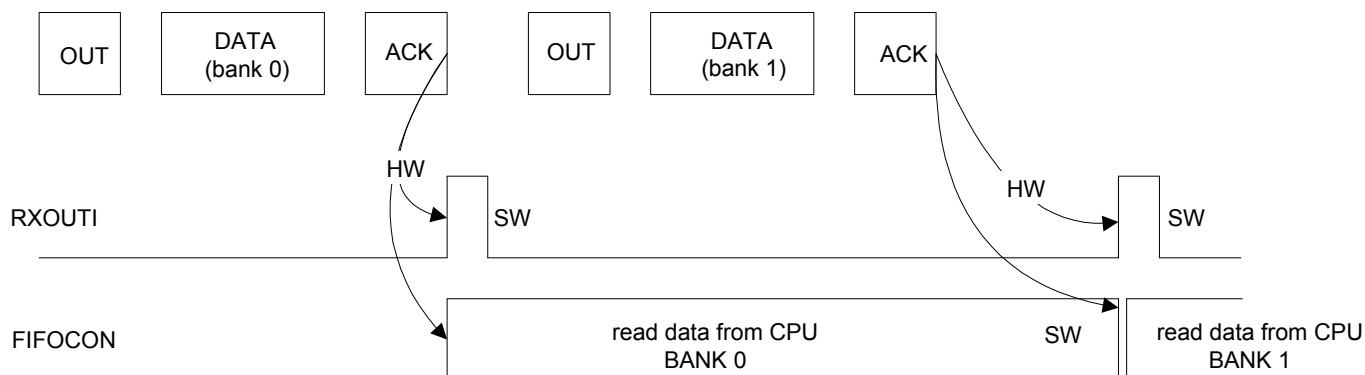 OUT
DATA
(bank 0)
ACK
OUT
DATA
(bank 1)
ACK
HW
HW
RXOUTI
SW
SW
FIFOCON
read data from CPU
BANK 0
SW
read data from CPU
BANK 1